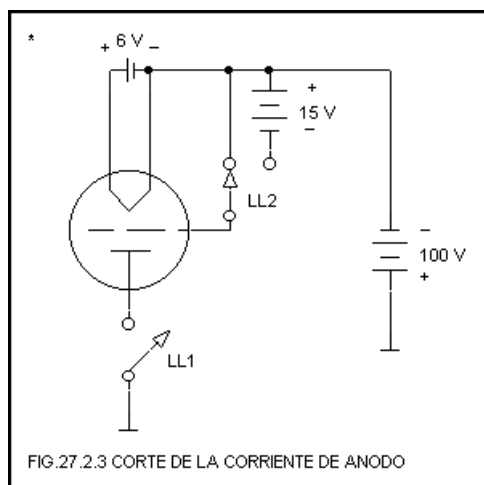 *
+ 6 V –
+
15 V
–
LL2
–
100 V
+
LL1
FIG.27.2.3 CORTE DE LA CORRIENTE DE ANODO